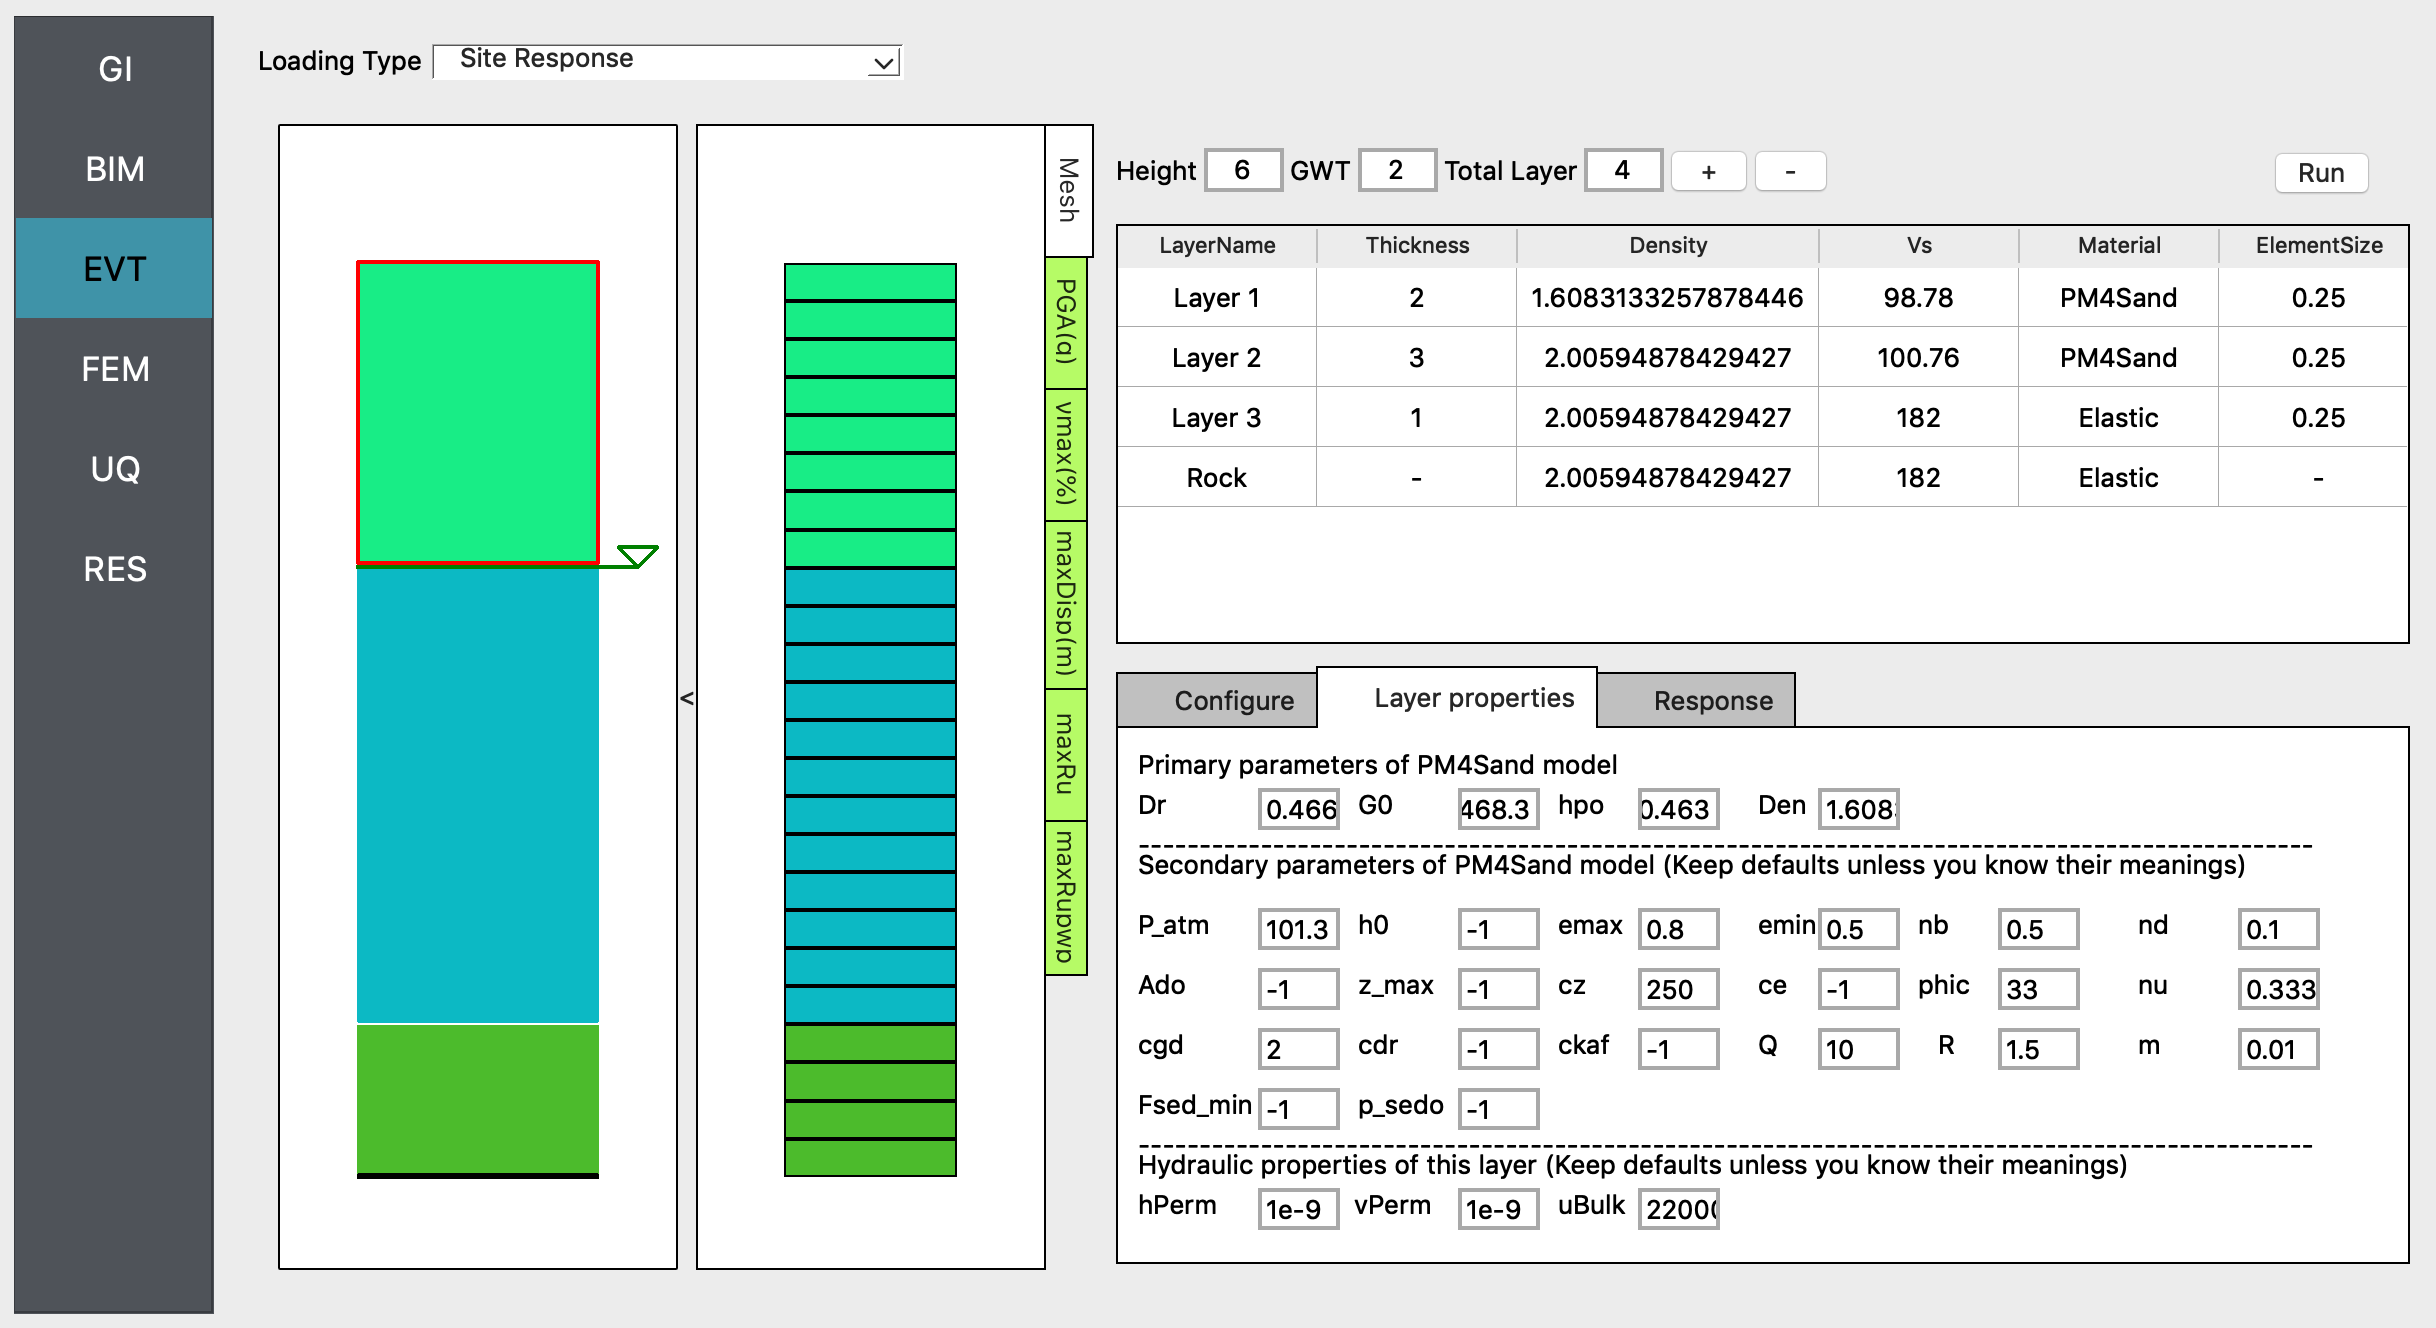 GI
BIM
EVT
FEM
UQ
RES
Loading Type Site Response
<
Mesh
PGA(g)
γmax(%)
maxDisp(m)
maxRu
maxRupwp
Height 6 GWT 2 Total Layer 4 + - Run
LayerName Thickness Density Vs Material ElementSize
Layer 1 2 1.6083133257878446 98.78 PM4Sand 0.25
Layer 2 3 2.00594878429427 100.76 PM4Sand 0.25
Layer 3 1 2.00594878429427 182 Elastic 0.25
Rock - 2.00594878429427 182 Elastic -
Configure Layer properties Response
Primary parameters of PM4Sand model
Dr 0.466 G0 468.3 hpo 0.463 Den 1.608
Secondary parameters of PM4Sand model (Keep defaults unless you know their meanings)
P_atm 101.3 h0 -1 emax 0.8 emin 0.5 nb 0.5 nd 0.1
Ado -1 z_max -1 cz 250 ce -1 phic 33 nu 0.333
cgd 2 cdr -1 ckaf -1 Q 10 R 1.5 m 0.01
Fsed_min -1 p_sedo -1
Hydraulic properties of this layer (Keep defaults unless you know their meanings)
hPerm 1e-9 vPerm 1e-9 uBulk 22000